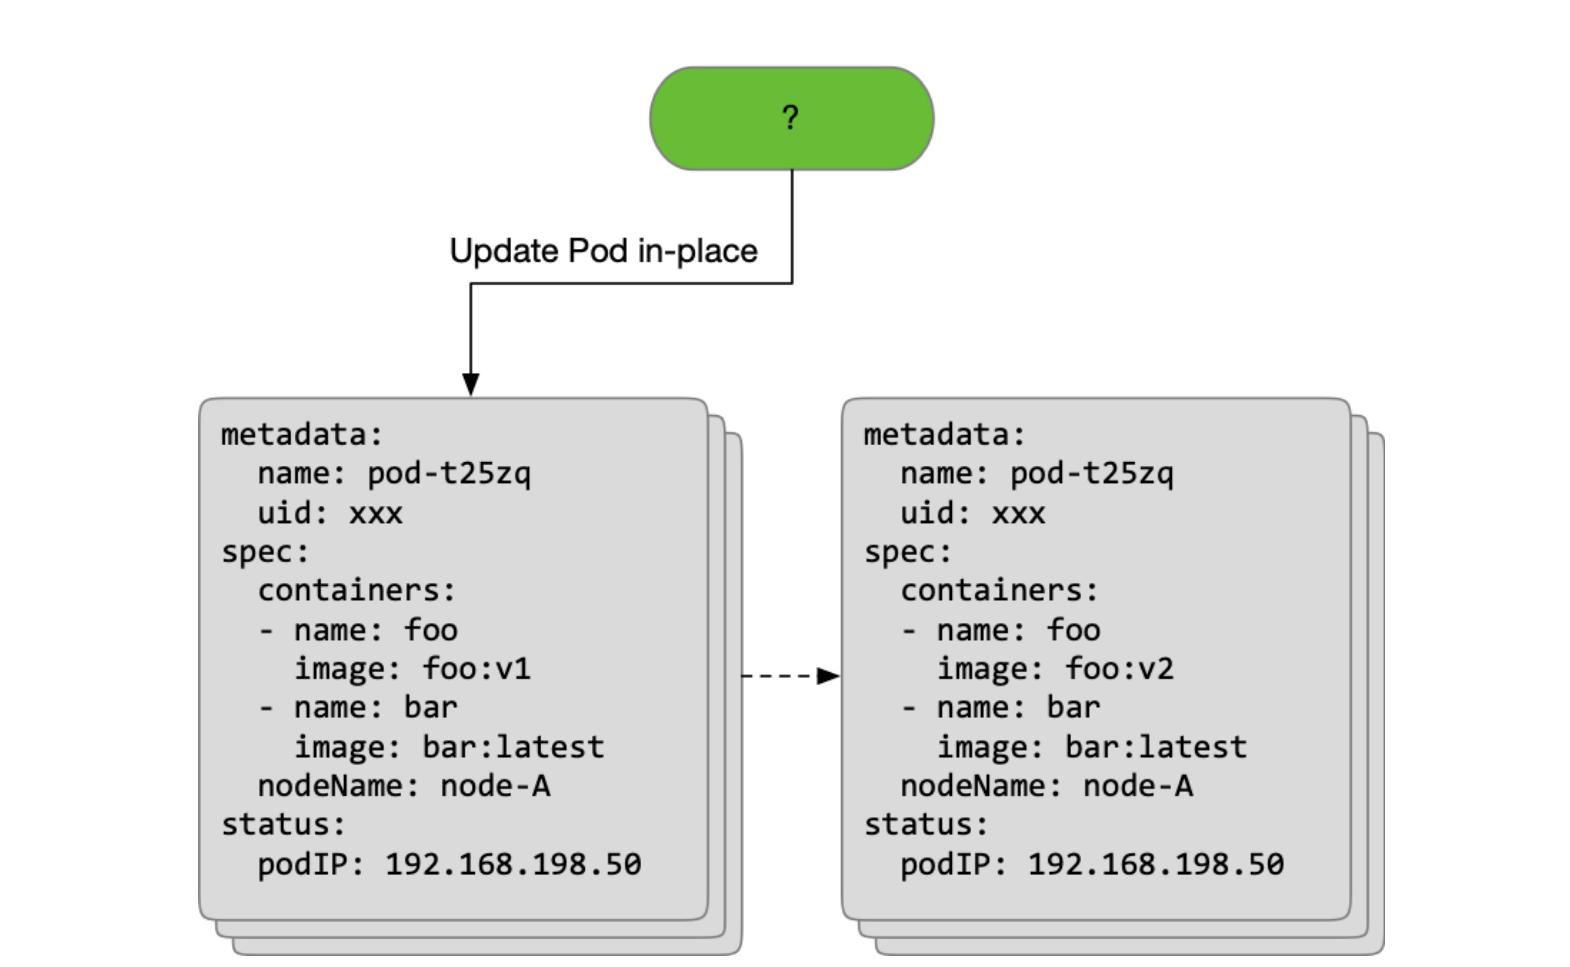 ?
Update Pod in-place
metadata:
  name: pod-t25zq
  uid: xxx
spec:
  containers:
  - name: foo
    image: foo:v1
  - name: bar
    image: bar:latest
  nodeName: node-A
status:
  podIP: 192.168.198.50
metadata:
  name: pod-t25zq
  uid: xxx
spec:
  containers:
  - name: foo
    image: foo:v2
  - name: bar
    image: bar:latest
  nodeName: node-A
status:
  podIP: 192.168.198.50